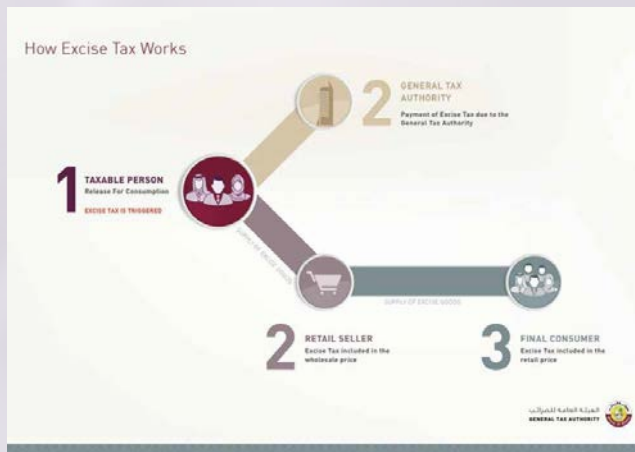 How Excise Tax Works
2
GENERAL TAX
AUTHORITY
Payment of Excise Tax due to the
General Tax Authority
1
TAXABLE PERSON
Release For Consumption
EXCISE TAX IS TRIGGERED
SUPPLY OF EXCISE GOODS
SUPPLY OF EXCISE GOODS
2
RETAIL SELLER
Excise Tax included in the
wholesale price
3
FINAL CONSUMER
Excise Tax included in the
retail price
الهيئة العامة للضرائب
GENERAL TAX AUTHORITY